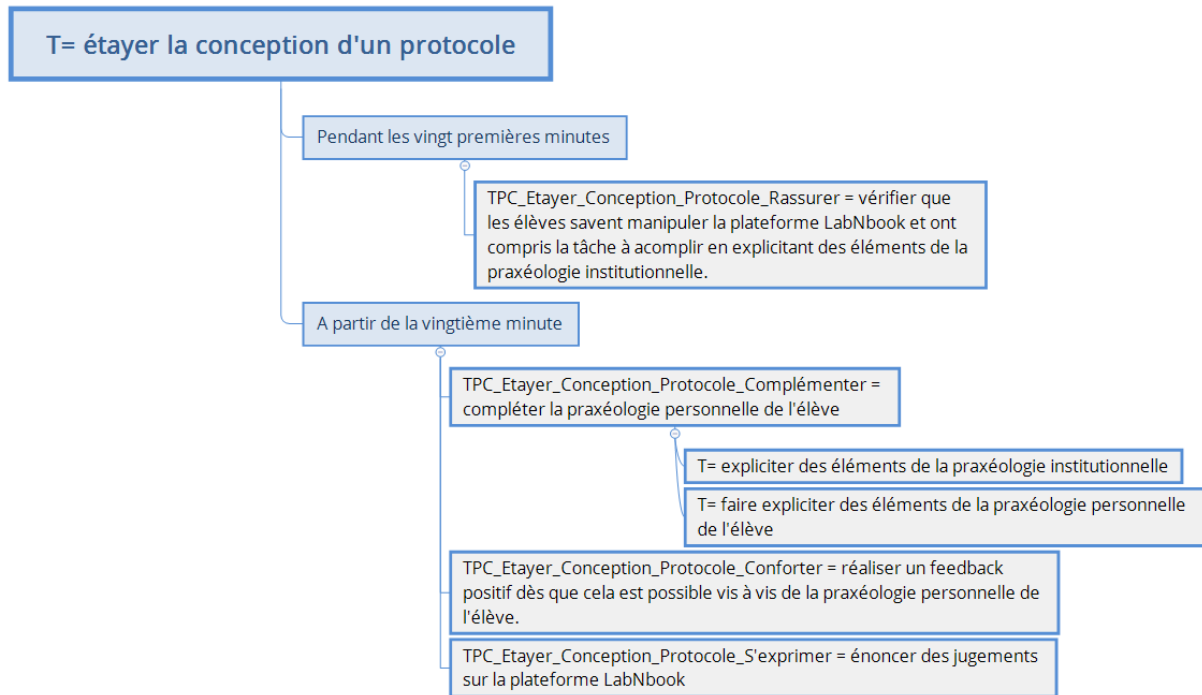 T= étayer la conception d'un protocole
Pendant les vingt premières minutes
TPC_Etayer_Conception_Protocole_Rassurer = vérifier que
les élèves savent manipuler la plateforme LabNbook et ont
compris la tâche à acomplir en explicitant des éléments de la
praxéologie institutionnelle.
A partir de la vingtième minute
TPC_Etayer_Conception_Protocole_Complémenter =
compléter la praxéologie personnelle de l'élève
T= expliciter des éléments de la praxéologie institutionnelle
T= faire expliciter des éléments de la praxéologie personnelle
de l'élève
TPC_Etayer_Conception_Protocole_Conforter = réaliser un feedback
positif dès que cela est possible vis à vis de la praxéologie personnelle de
l'élève.
TPC_Etayer_Conception_Protocole_S'exprimer = énoncer des jugements
sur la plateforme LabNbook